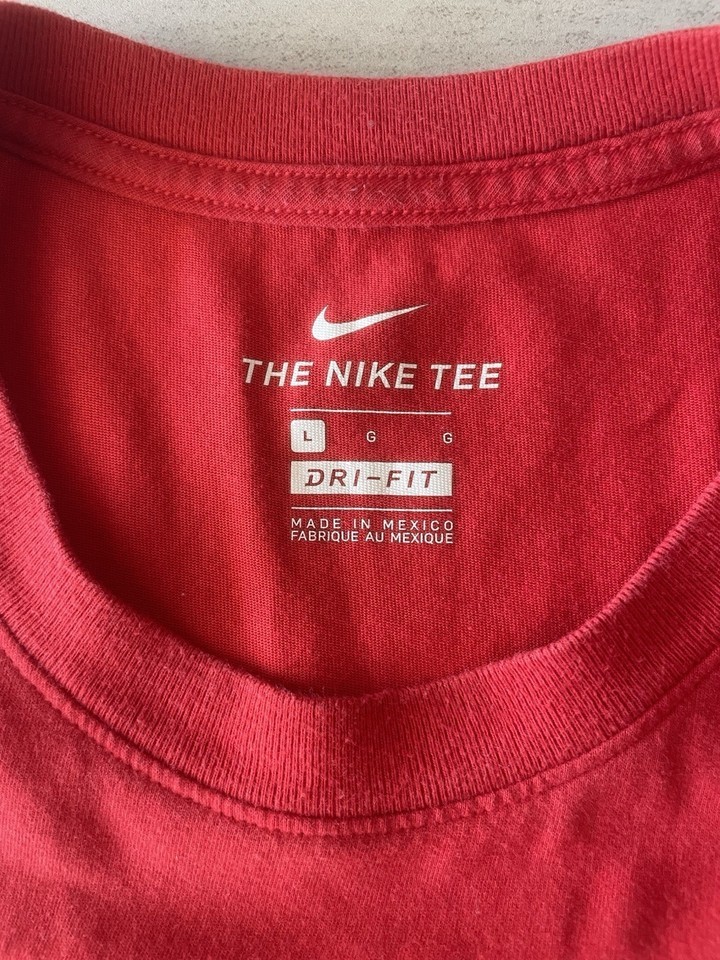 THE NIKE TEE
L G G
DRI-FIT
MADE IN MEXICO
FABRIQUE AU MEXIQUE